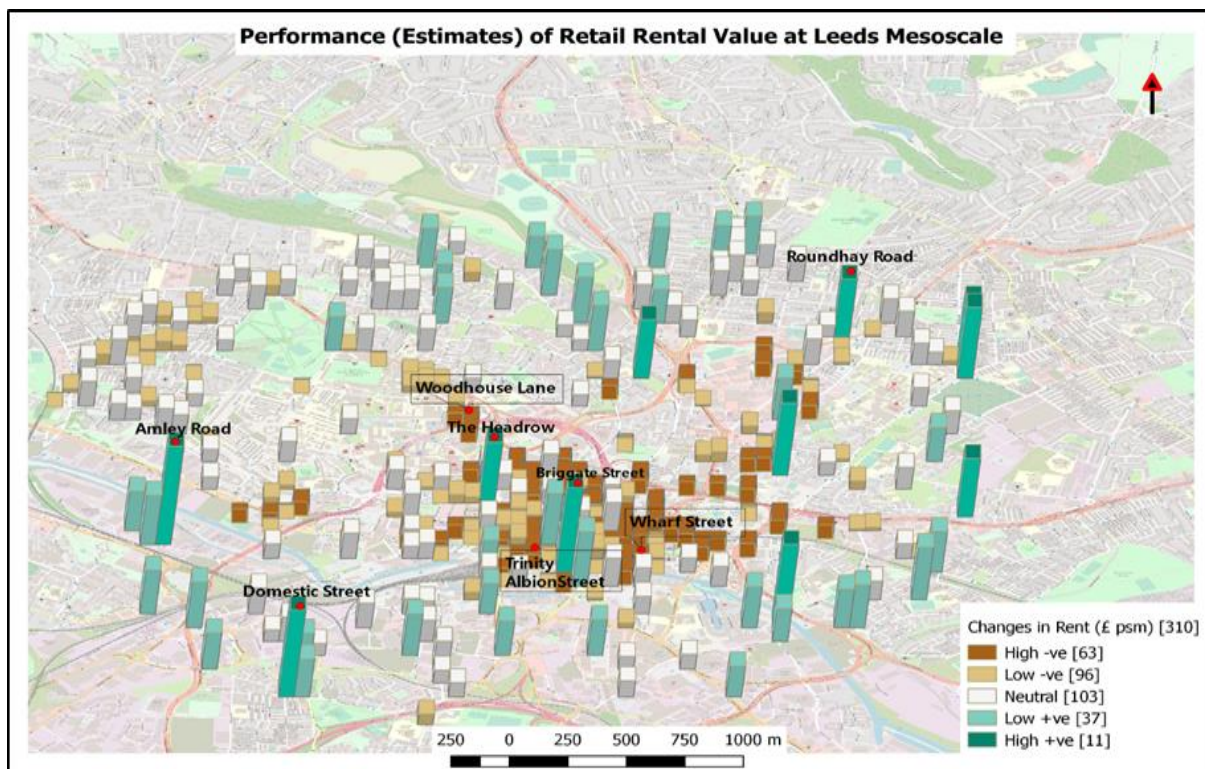 Performance (Estimates) of Retail Rental Value at Leeds Mesoscale
Roundhay Road
Woodhouse Lane
Amley Road
The Headrow
Briggate Street
Wharf Street
Trinity
AlbionStreet
Domestic Street
Changes in Rent (£ psm) [310]
High -ve [63]
Low -ve [96]
Neutral [103]
Low +ve [37]
High +ve [11]
250 0 250 500 750 1000 m